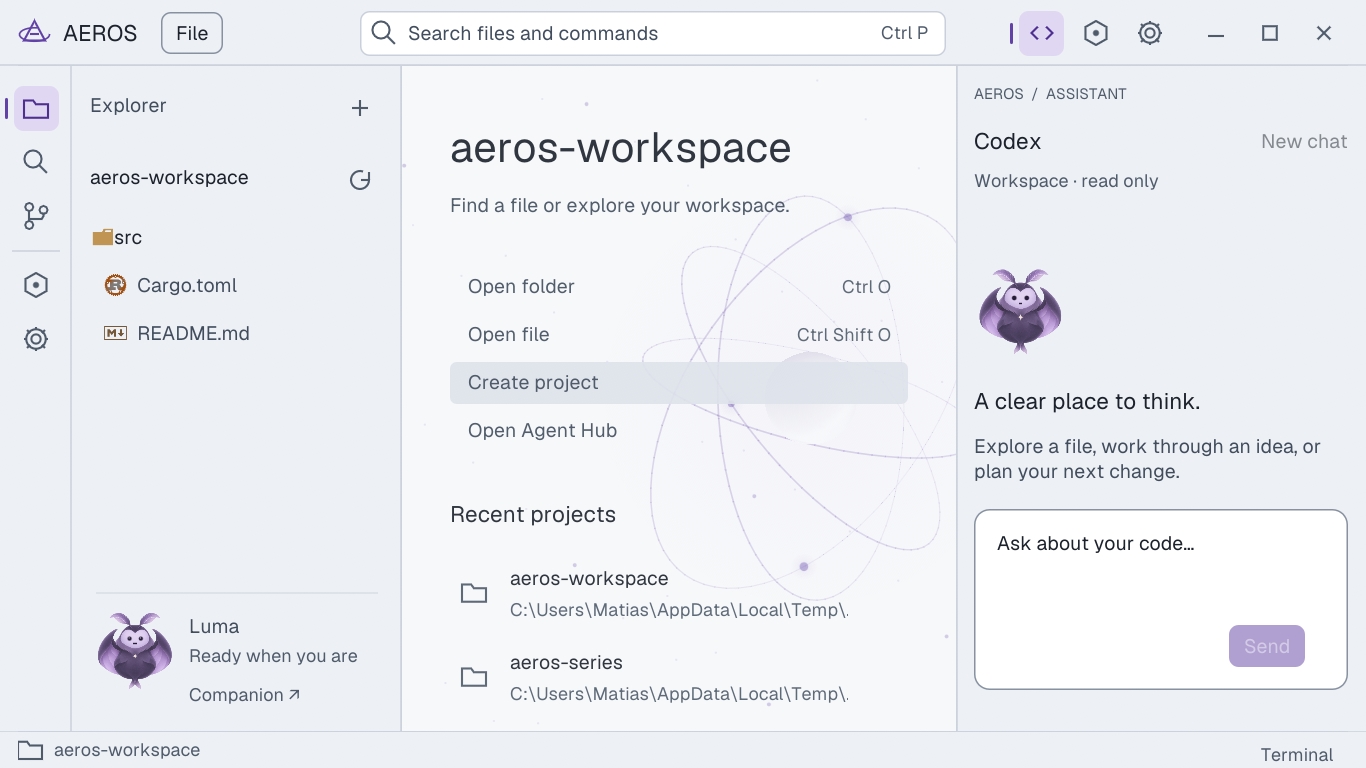 AEROS
File
Search files and commands
Ctrl P
Explorer
aeros-workspace
src
Cargo.toml
README.md
Luma
Ready when you are
Companion ↗
aeros-workspace
Find a file or explore your workspace.
Open folder Ctrl O
Open file Ctrl Shift O
Create project
Open Agent Hub
Recent projects
aeros-workspace
C:\Users\Matias\AppData\Local\Temp\.
aeros-series
C:\Users\Matias\AppData\Local\Temp\.
AEROS / ASSISTANT
Codex
New chat
Workspace · read only
A clear place to think.
Explore a file, work through an idea, or
plan your next change.
Ask about your code…
Send
aeros-workspace
Terminal